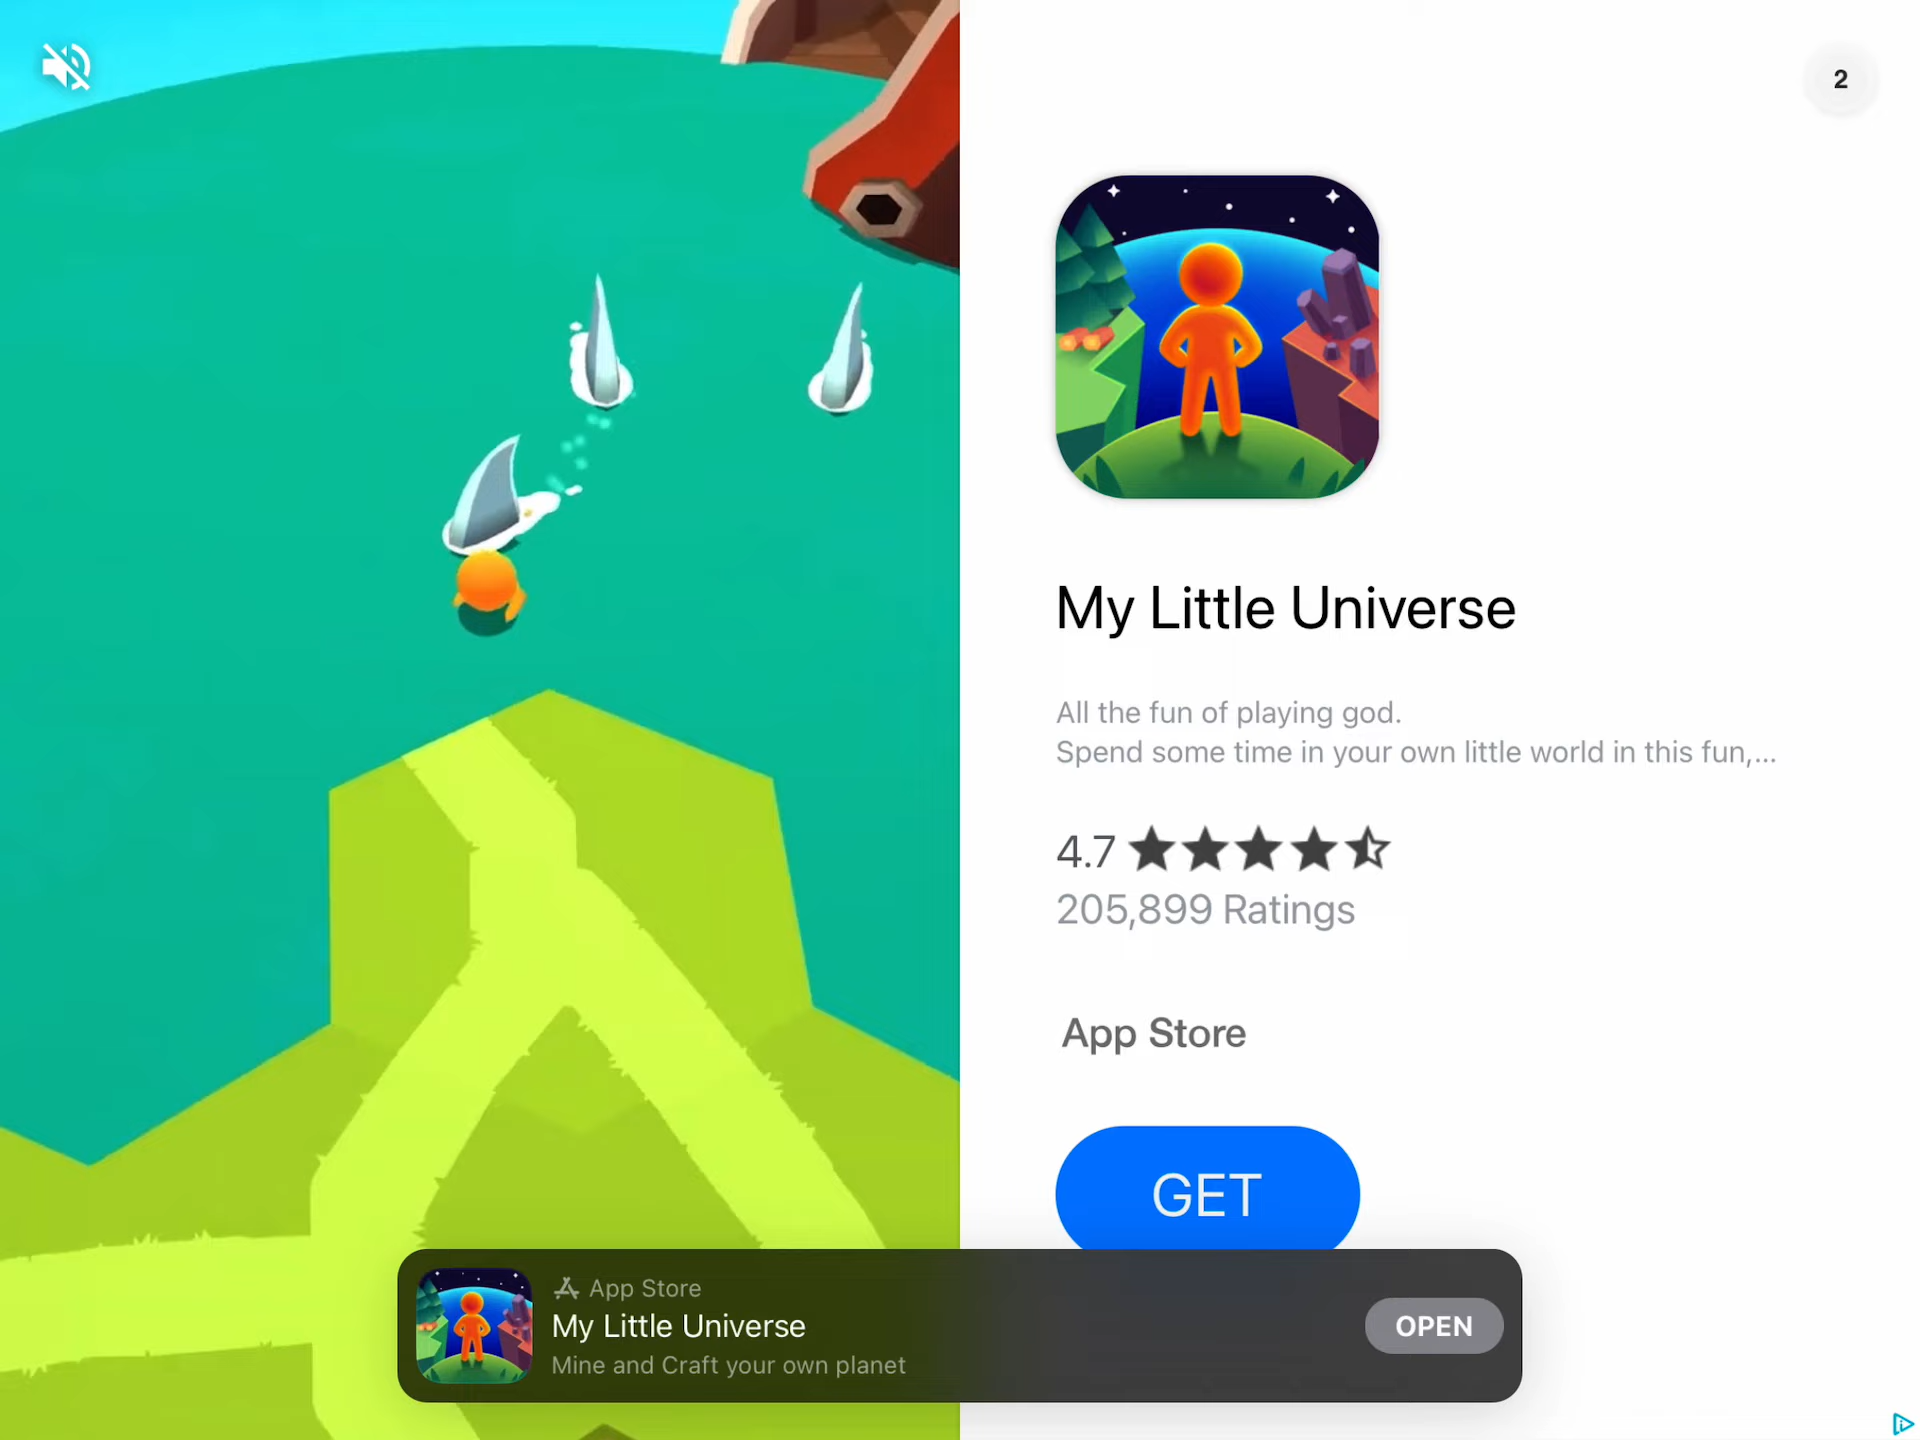 2
My Little Universe
All the fun of playing god.
Spend some time in your own little world in this fun,...
4.7
205,899 Ratings
App Store
GET
App Store
My Little Universe
Mine and Craft your own planet
OPEN